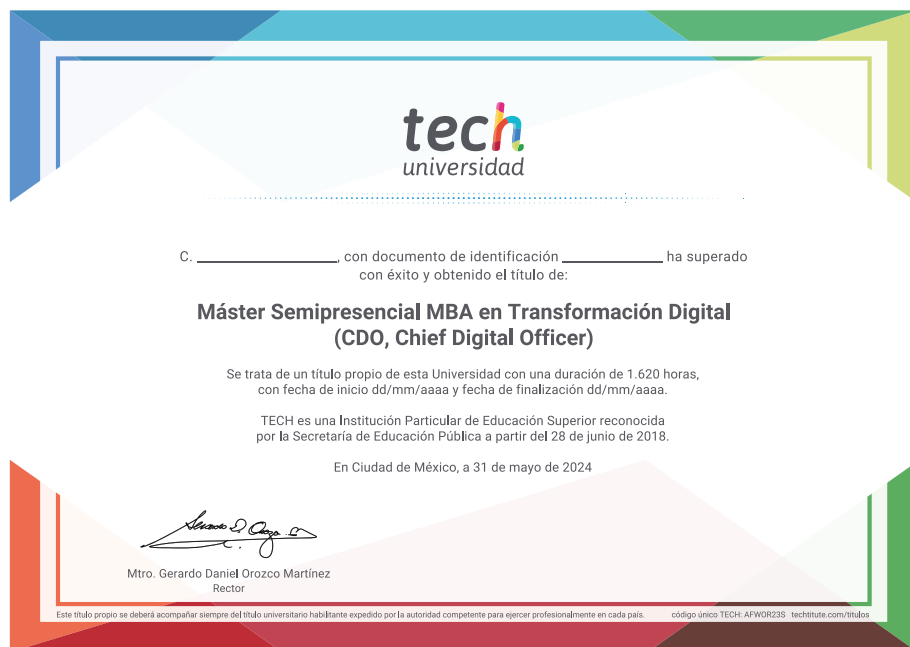 tech
universidad
C. ____________________, con documento de identificación ______________ ha superado
con éxito y obtenido el título de:
Máster Semipresencial MBA en Transformación Digital
(CDO, Chief Digital Officer)
Se trata de un título propio de esta Universidad con una duración de 1.620 horas,
con fecha de inicio dd/mm/aaaa y fecha de finalización dd/mm/aaaa.
TECH es una Institución Particular de Educación Superior reconocida
por la Secretaría de Educación Pública a partir del 28 de junio de 2018.
En Ciudad de México, a 31 de mayo de 2024
Mtro. Gerardo Daniel Orozco Martínez
Rector
Este título propio se deberá acompañar siempre del título universitario habilitante expedido por la autoridad competente para ejercer profesionalmente en cada país. código único TECH: AFWOR23S techtitute.com/titulos